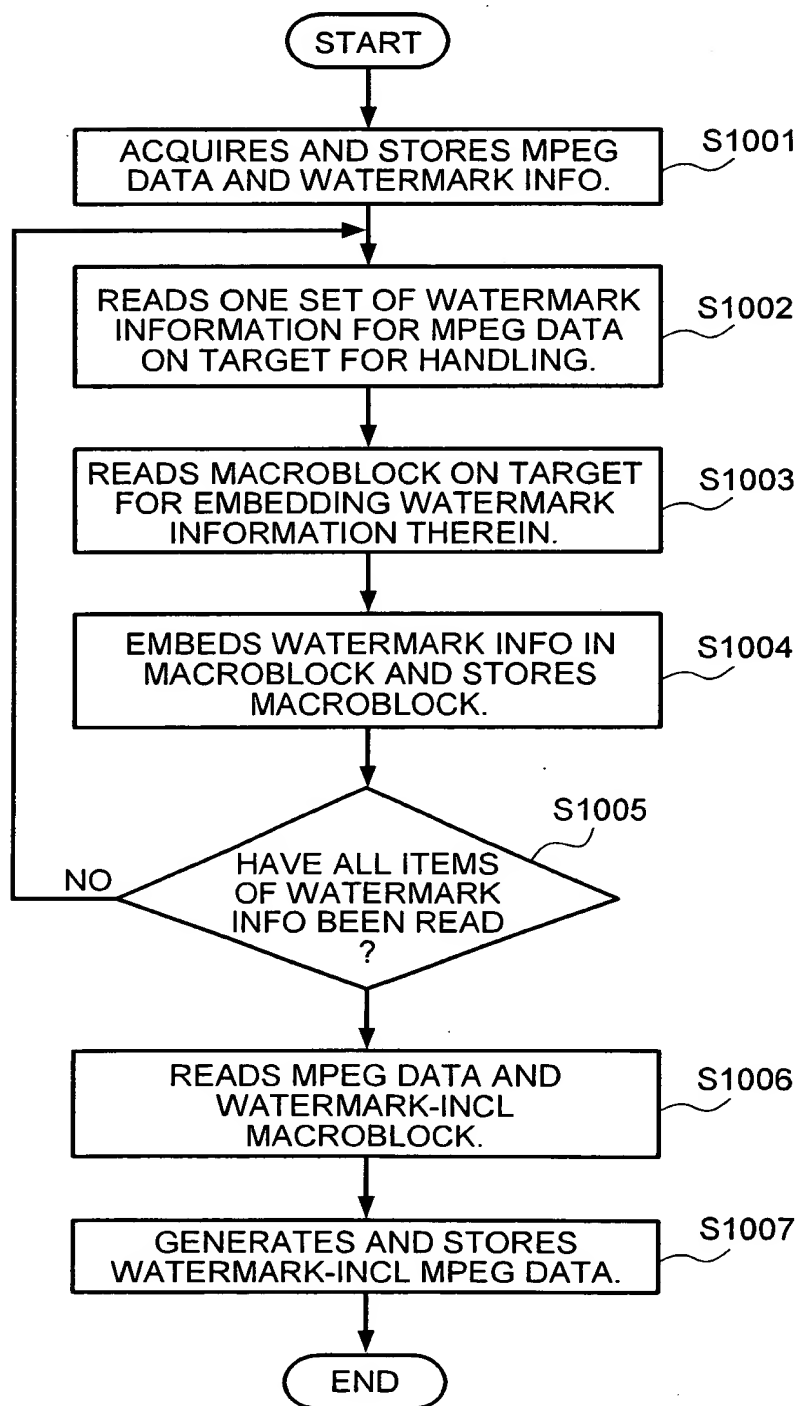 START
ACQUIRES AND STORES MPEG
DATA AND WATERMARK INFO.
S1001
READS ONE SET OF WATERMARK
INFORMATION FOR MPEG DATA
ON TARGET FOR HANDLING.
S1002
READS MACROBLOCK ON TARGET
FOR EMBEDDING WATERMARK
INFORMATION THEREIN.
S1003
EMBEDS WATERMARK INFO IN
MACROBLOCK AND STORES
MACROBLOCK.
S1004
S1005
HAVE ALL ITEMS
OF WATERMARK
INFO BEEN READ
?
NO
READS MPEG DATA AND
WATERMARK-INCL
MACROBLOCK.
S1006
GENERATES AND STORES
WATERMARK-INCL MPEG DATA.
S1007
END